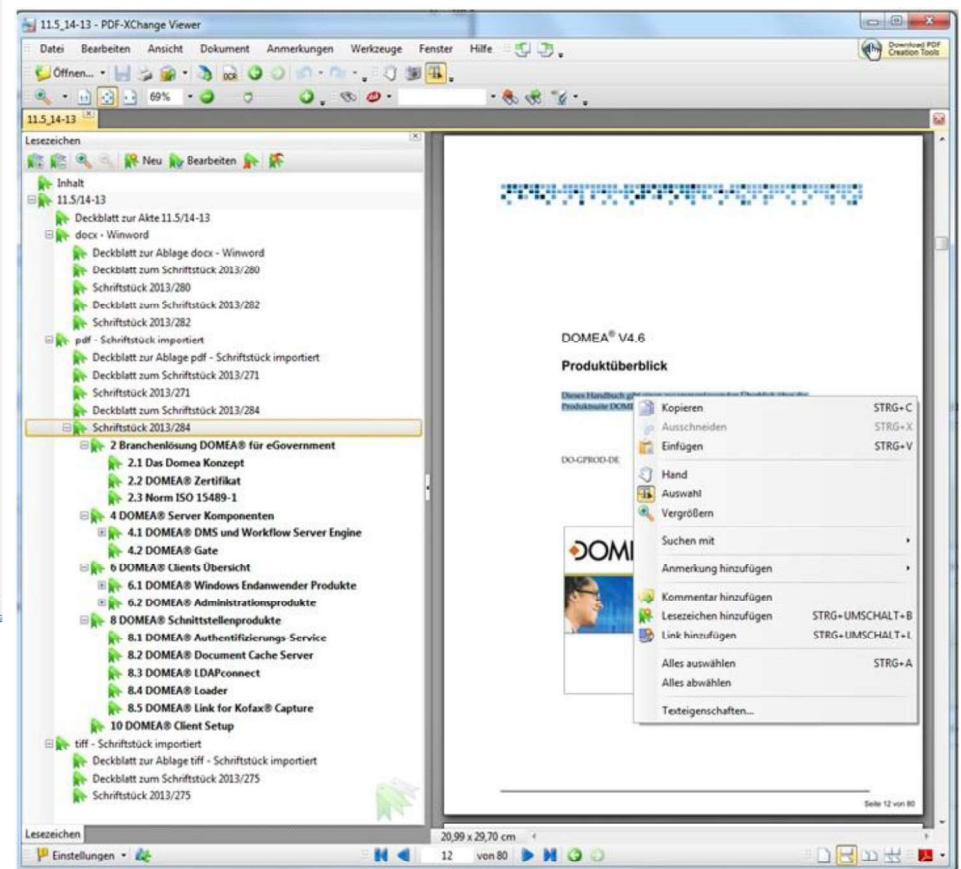 11.5_14-13 - PDF-XChange Viewer
Datei Bearbeiten Ansicht Dokument Anmerkungen Werkzeuge Fenster Hilfe
Download PDF
Creation Tools
Öffnen... OCR
69%
11.5_14-13
Lesezeichen
Neu Bearbeiten
Inhalt
11.5/14-13
Deckblatt zur Akte 11.5/14-13
docx - Winword
Deckblatt zur Ablage docx - Winword
Deckblatt zum Schriftstück 2013/280
Schriftstück 2013/280
Deckblatt zum Schriftstück 2013/282
Schriftstück 2013/282
pdf - Schriftstück importiert
Deckblatt zur Ablage pdf - Schriftstück importiert
Deckblatt zum Schriftstück 2013/271
Schriftstück 2013/271
Deckblatt zum Schriftstück 2013/284
Schriftstück 2013/284
2 Branchenlösung DOMEA® für eGovernment
2.1 Das Domea Konzept
2.2 DOMEA® Zertifikat
2.3 Norm ISO 15489-1
4 DOMEA® Server Komponenten
4.1 DOMEA® DMS und Workflow Server Engine
4.2 DOMEA® Gate
6 DOMEA® Clients Übersicht
6.1 DOMEA® Windows Endanwender Produkte
6.2 DOMEA® Administrationsprodukte
8 DOMEA® Schnittstellenprodukte
8.1 DOMEA® Authentifizierungs-Service
8.2 DOMEA® Document Cache Server
8.3 DOMEA® LDAPconnect
8.4 DOMEA® Loader
8.5 DOMEA® Link for Kofax® Capture
10 DOMEA® Client Setup
tiff - Schriftstück importiert
Deckblatt zur Ablage tiff - Schriftstück importiert
Deckblatt zum Schriftstück 2013/275
Schriftstück 2013/275
Lesezeichen
Einstellungen
DOMEA® V4.6
Produktüberblick
Dieses Handbuch gibt einen zusammenfassenden Überblick über die
Produktsuite DOME
DO-GPROD-DE
DOM
Kopieren STRG+C
Ausschneiden STRG+X
Einfügen STRG+V
Hand
Auswahl
Vergrößern
Suchen mit
Anmerkung hinzufügen
Kommentar hinzufügen
Lesezeichen hinzufügen STRG+UMSCHALT+B
Link hinzufügen STRG+UMSCHALT+L
Alles auswählen STRG+A
Alles abwählen
Texteigenschaften...
Seite 12 von 80
20,99 x 29,70 cm
12 von 80